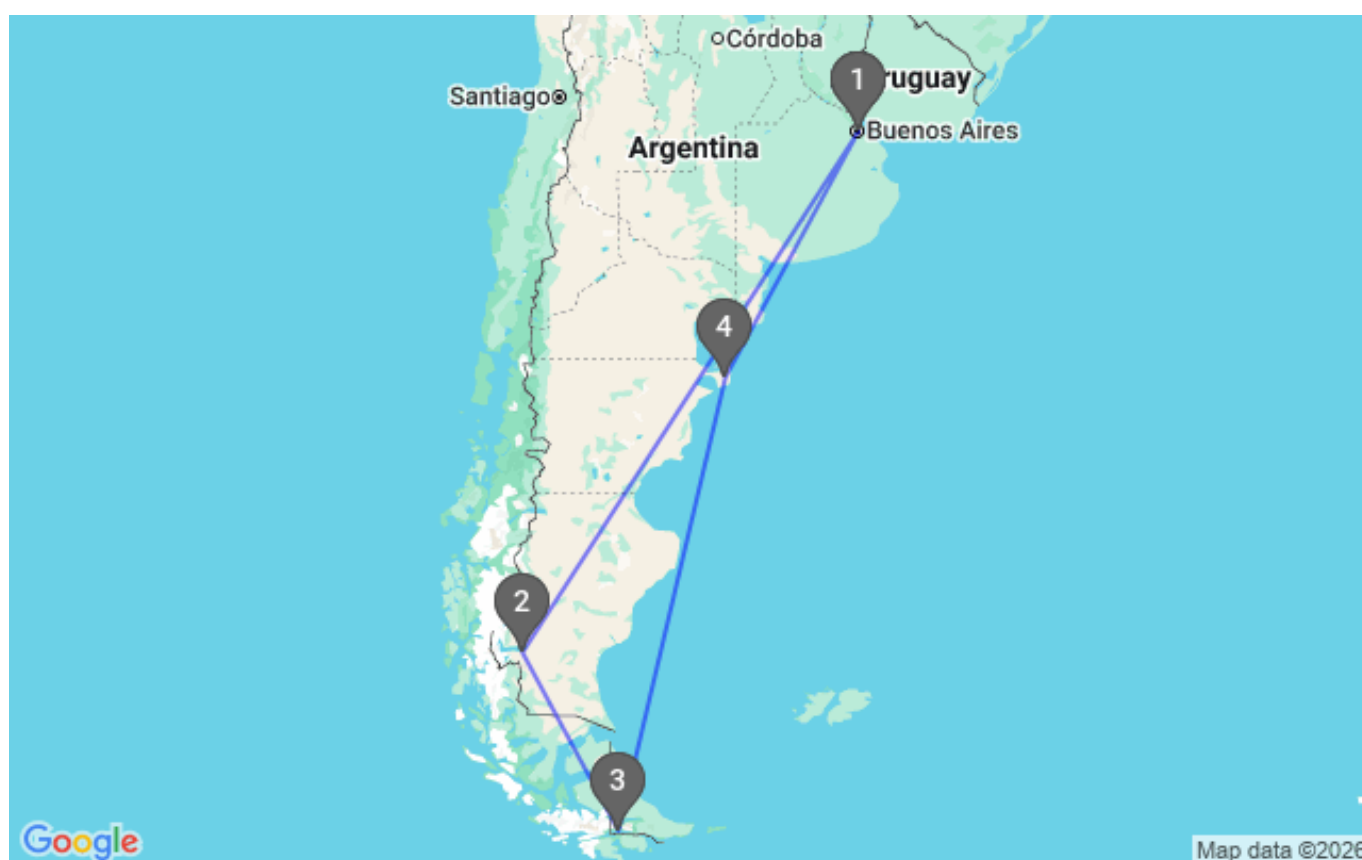 Córdoba
1
ruguay
Santiago
Buenos Aires
Argentina
4
2
3
Google
Map data ©2026